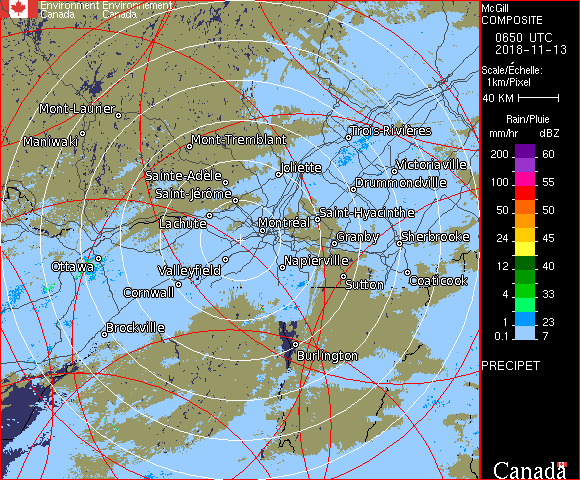 Environment Environnement
Canada Canada
McGill
COMPOSITE
0650 UTC
2018-11-13
Scale/Échelle:
1km/Pixel
40 KM
Rain/Pluie
mm/hr dBZ
200 60
100 55
50 50
24 45
12 40
4 33
1 23
0.1 7
PRECIPET
Canada
Mont-Laurier
Maniwaki
Mont-Tremblant
Trois-Rivières
Joliette
Victoriaville
Sainte-Adèle
Drummondville
Saint-Jérôme
Lachute
Saint-Hyacinthe
Montréal
Granby
Sherbrooke
Ottawa
Valleyfield
Napierville
Cornwall
Sutton
Coaticook
Brockville
Burlington